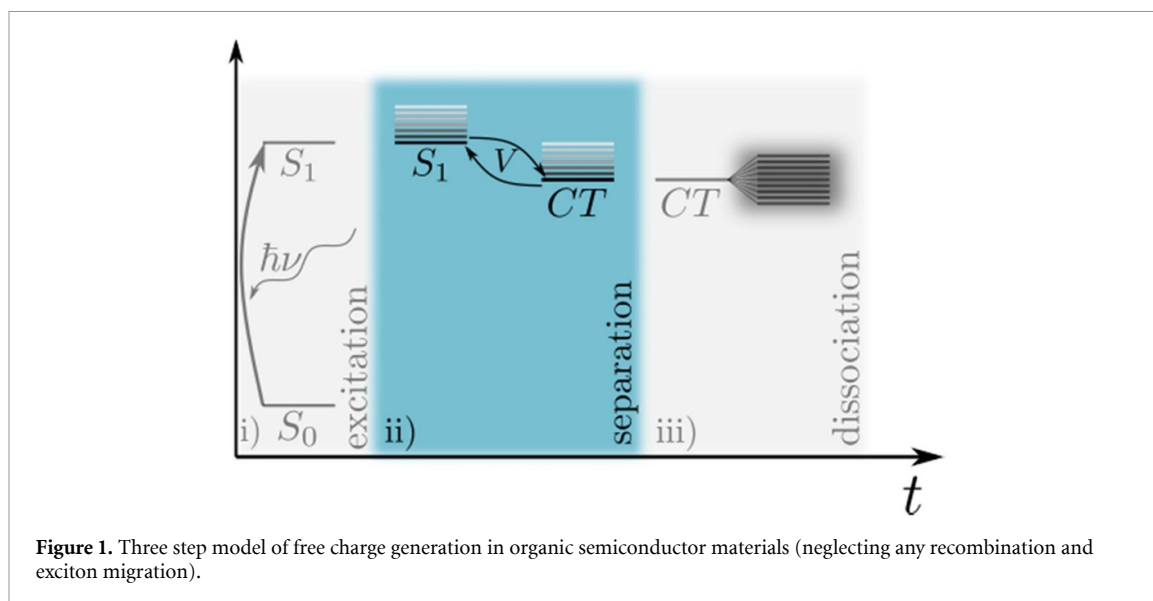 S₁
ħν
excitation
i) S₀
S₁
V
CT
separation
ii)
CT
dissociation
iii)
t
Figure 1. Three step model of free charge generation in organic semiconductor materials (neglecting any recombination and
exciton migration).